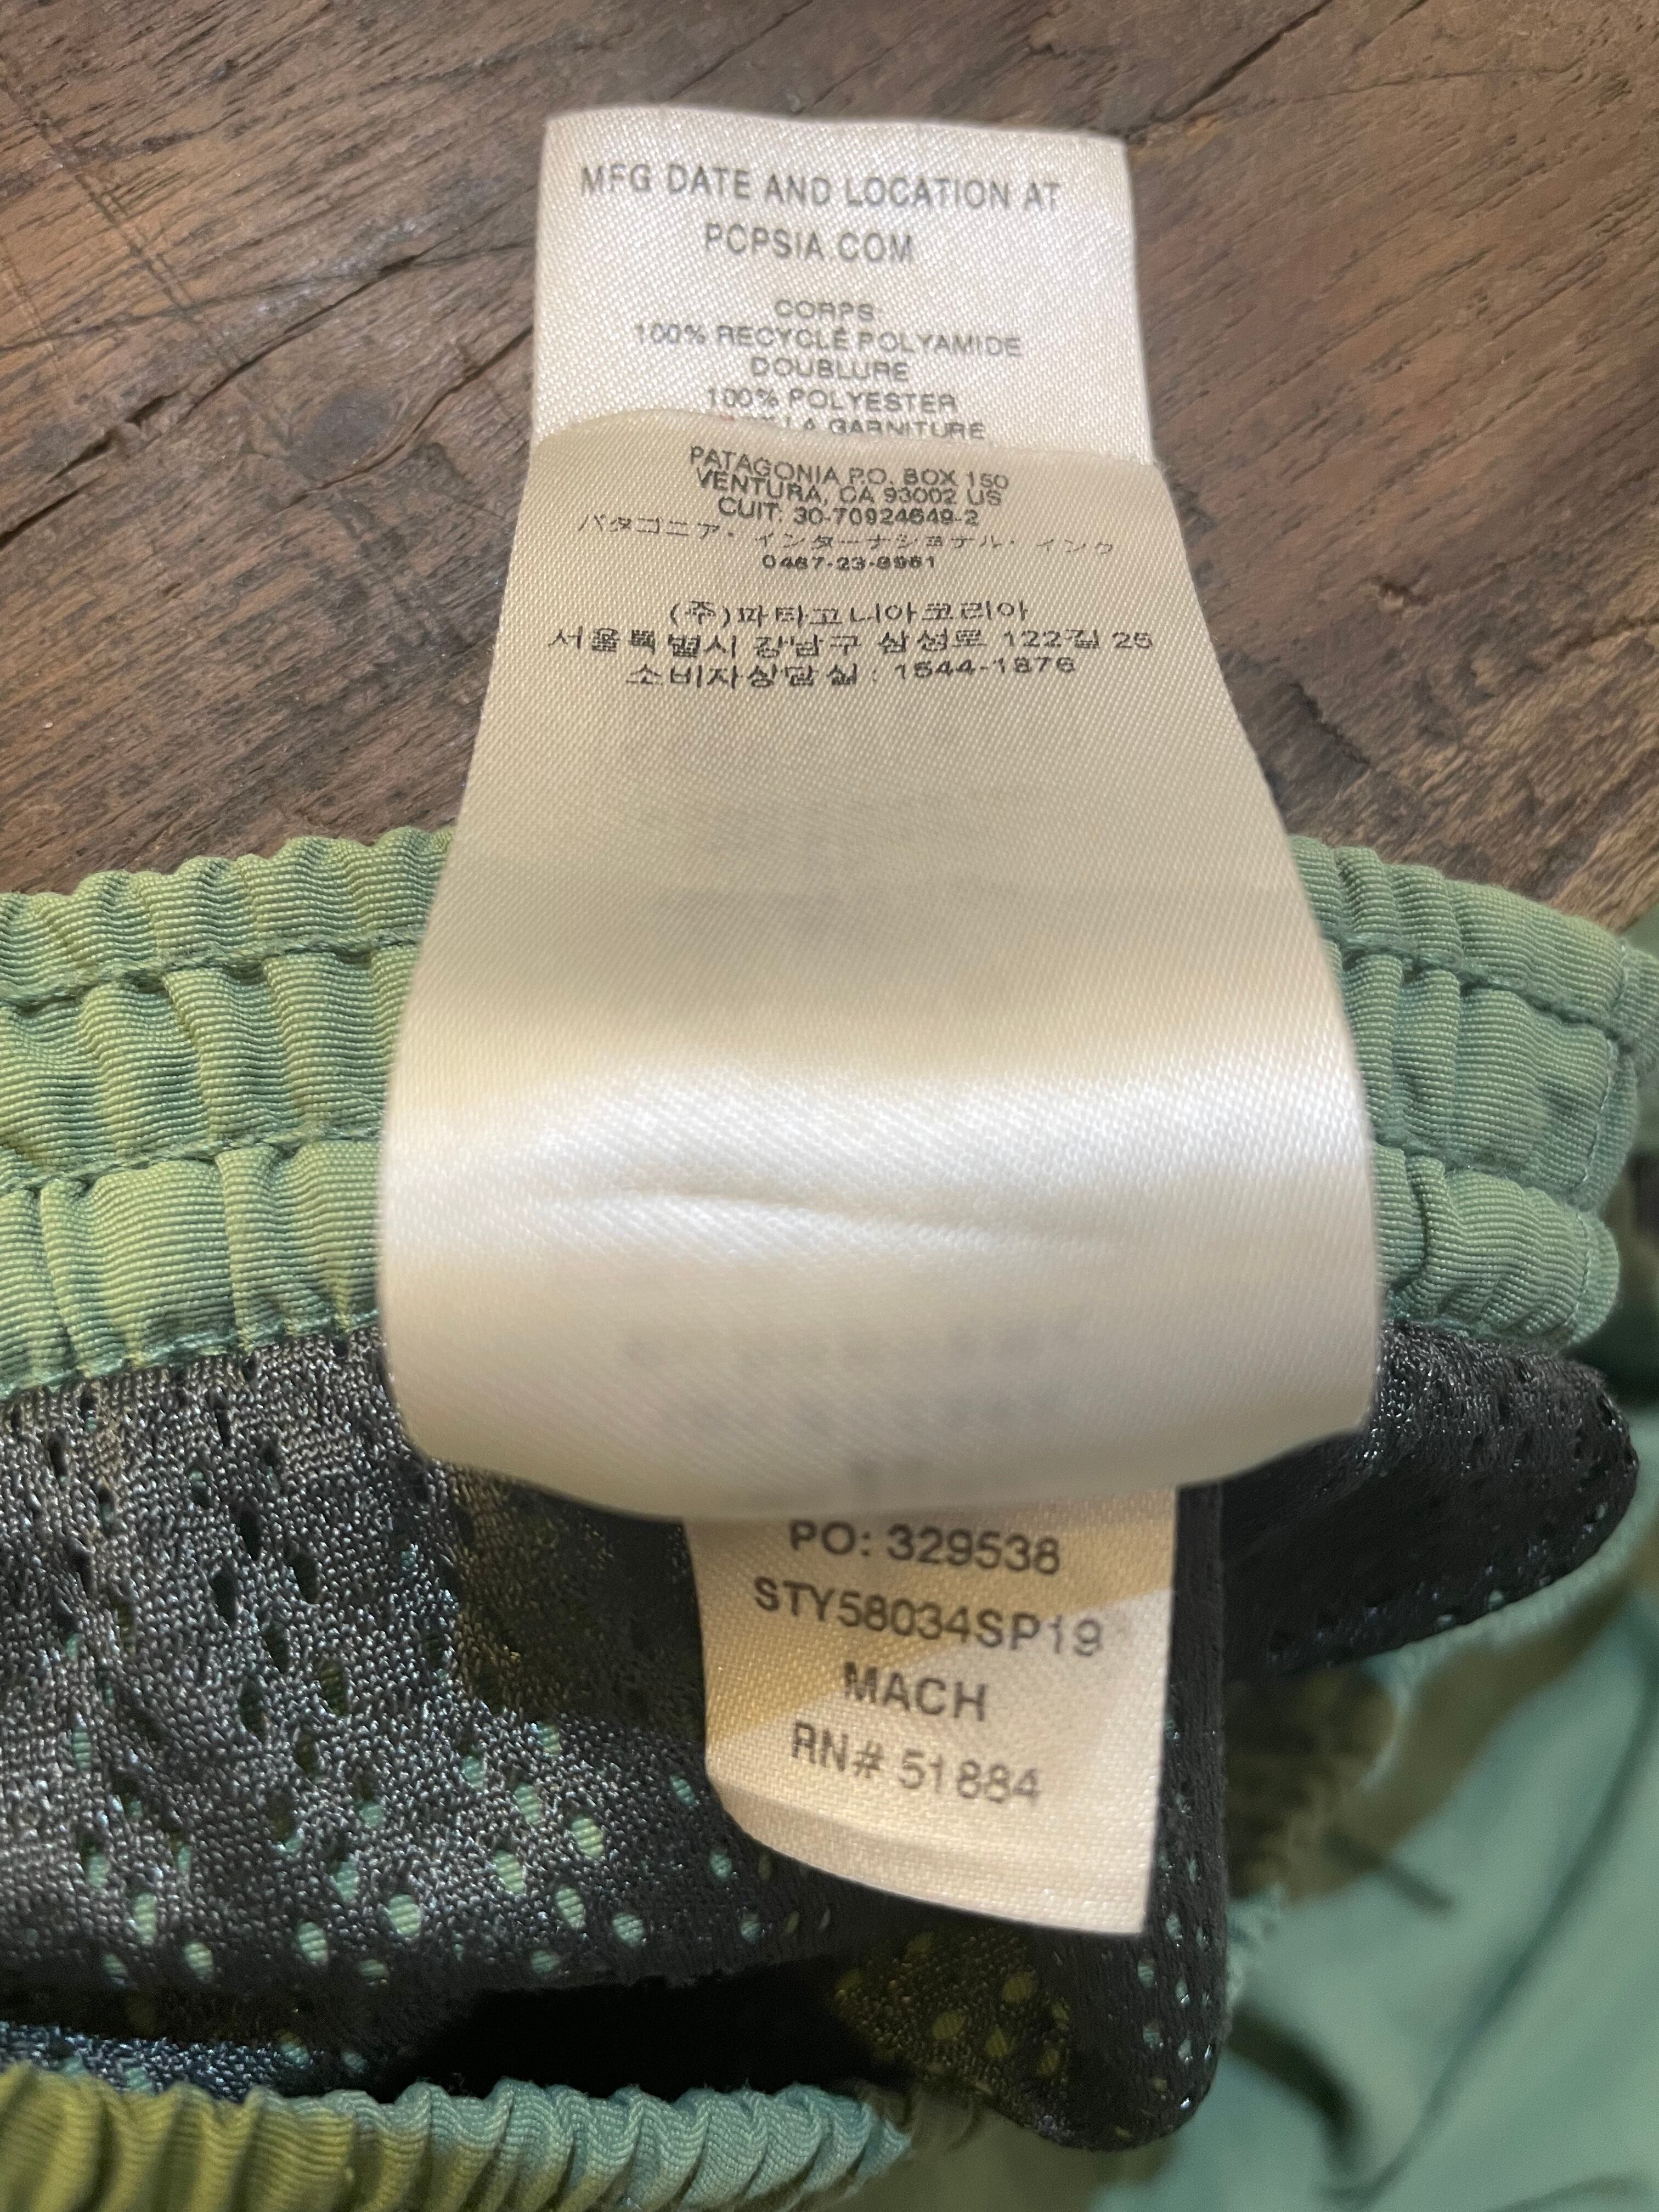 MFG DATE AND LOCATION AT
PCPSIA.COM
CORPS:
100% RECYCLÉ POLYAMIDE
DOUBLURE
100% POLYESTER
LA GARNITURE
PATAGONIA P.O. BOX 150
VENTURA, CA 93002 US
CUIT: 30-70924649-2
パタゴニア・インターナショナル・インク
0467-23-8961
(주)파타고니아코리아
서울특별시 강남구 삼성로 122길 25
소비자상담실 : 1544-1876
PO: 329538
STY58034SP19
MACH
RN# 51884